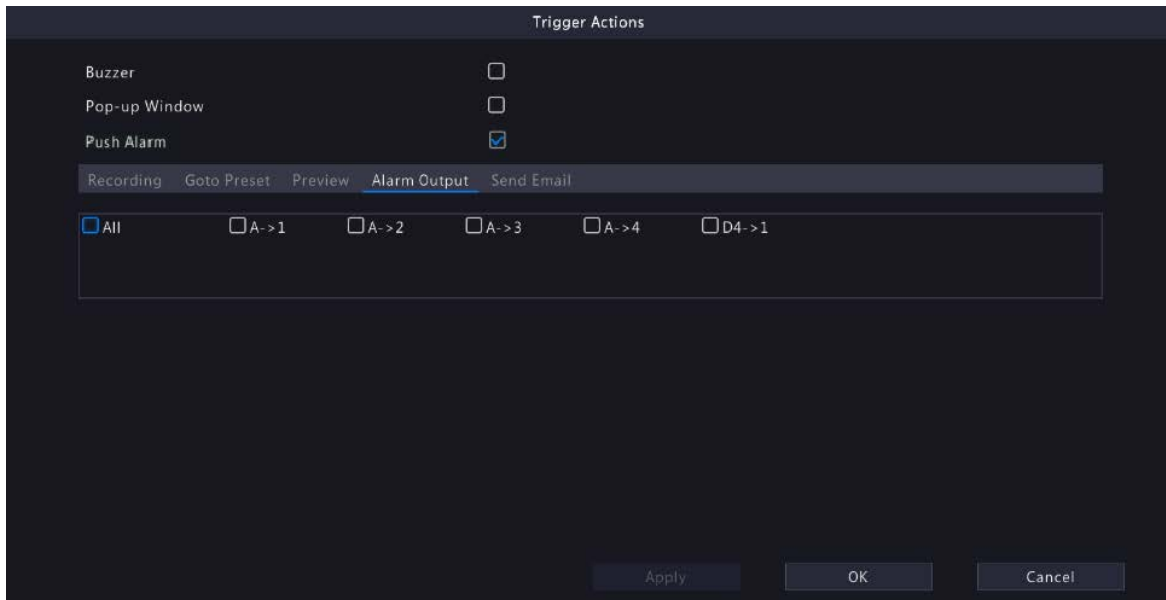 Trigger Actions
Buzzer
Pop-up Window
Push Alarm
Recording Goto Preset Preview Alarm Output Send Email
All A->1 A->2 A->3 A->4 D4->1
Apply OK Cancel